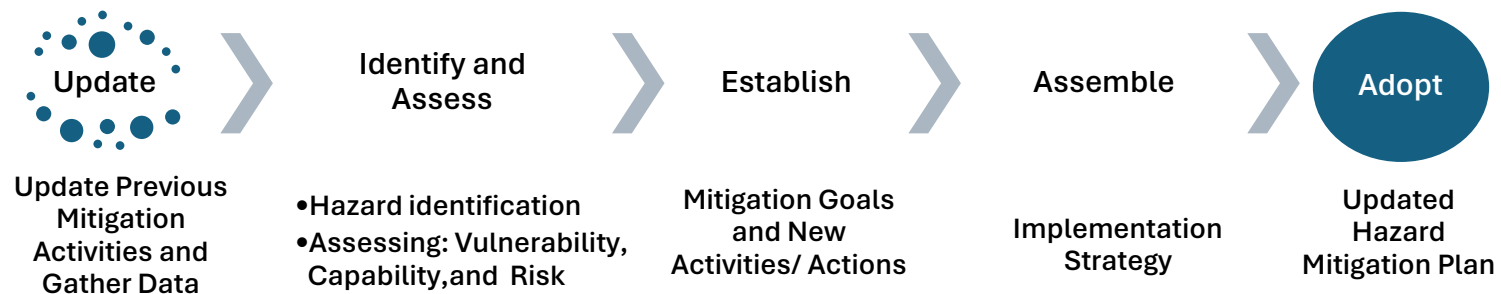 Update
Identify and
Assess
Establish
Assemble
Adopt
Update Previous
Mitigation
Activities and
Gather Data
•Hazard identification
•Assessing: Vulnerability,
Capability,and Risk
Mitigation Goals
and New
Activities/ Actions
Implementation
Strategy
Updated
Hazard
Mitigation Plan